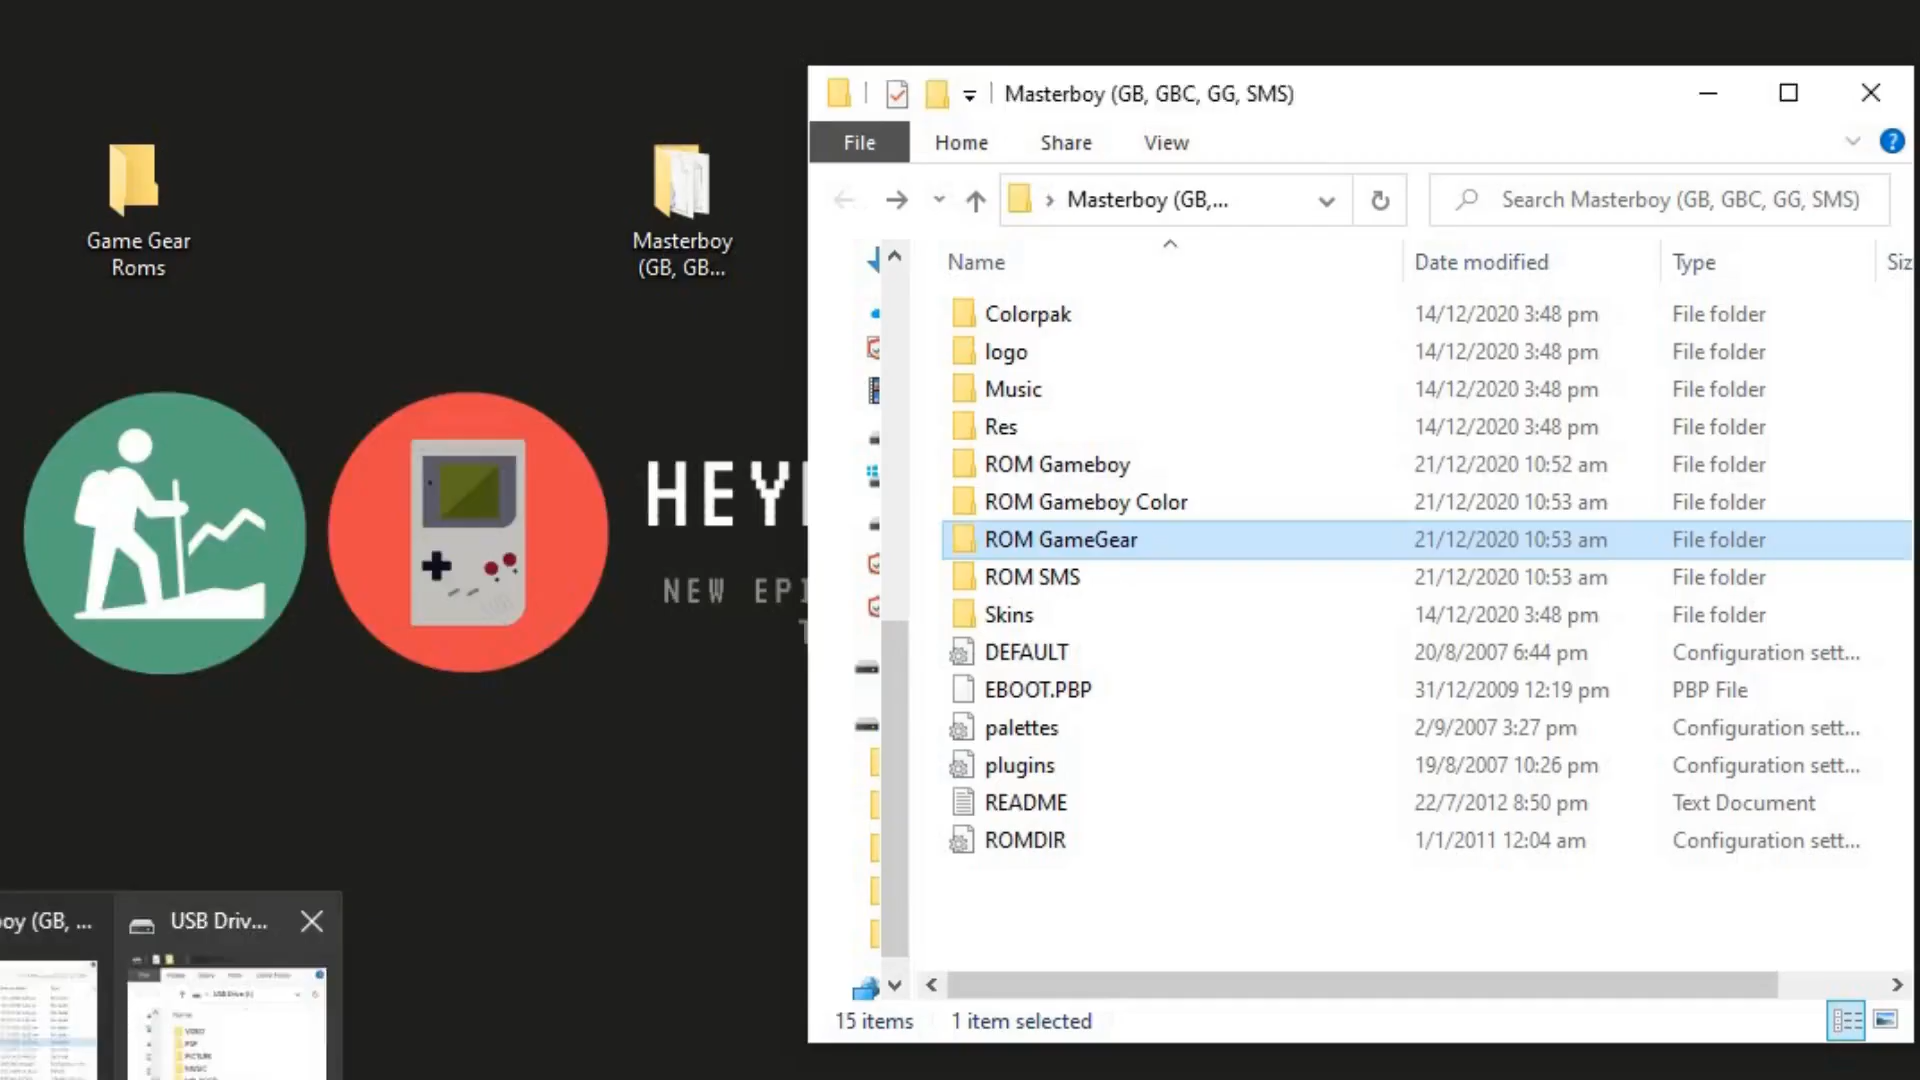 Game Gear
Roms
Masterboy
(GB, GB...
HEY
NEW EPI
Masterboy (GB, GBC, GG, SMS)
File Home Share View
Masterboy (GB,...
Search Masterboy (GB, GBC, GG, SMS)
Name Date modified Type Siz
Colorpak 14/12/2020 3:48 pm File folder
logo 14/12/2020 3:48 pm File folder
Music 14/12/2020 3:48 pm File folder
Res 14/12/2020 3:48 pm File folder
ROM Gameboy 21/12/2020 10:52 am File folder
ROM Gameboy Color 21/12/2020 10:53 am File folder
ROM GameGear 21/12/2020 10:53 am File folder
ROM SMS 21/12/2020 10:53 am File folder
Skins 14/12/2020 3:48 pm File folder
DEFAULT 20/8/2007 6:44 pm Configuration sett...
EBOOT.PBP 31/12/2009 12:19 pm PBP File
palettes 2/9/2007 3:27 pm Configuration sett...
plugins 19/8/2007 10:26 pm Configuration sett...
README 22/7/2012 8:50 pm Text Document
ROMDIR 1/1/2011 12:04 am Configuration sett...
15 items 1 item selected
oy (GB, ...
USB Driv...
VIDEO
PSP
PICTURE
MUSIC